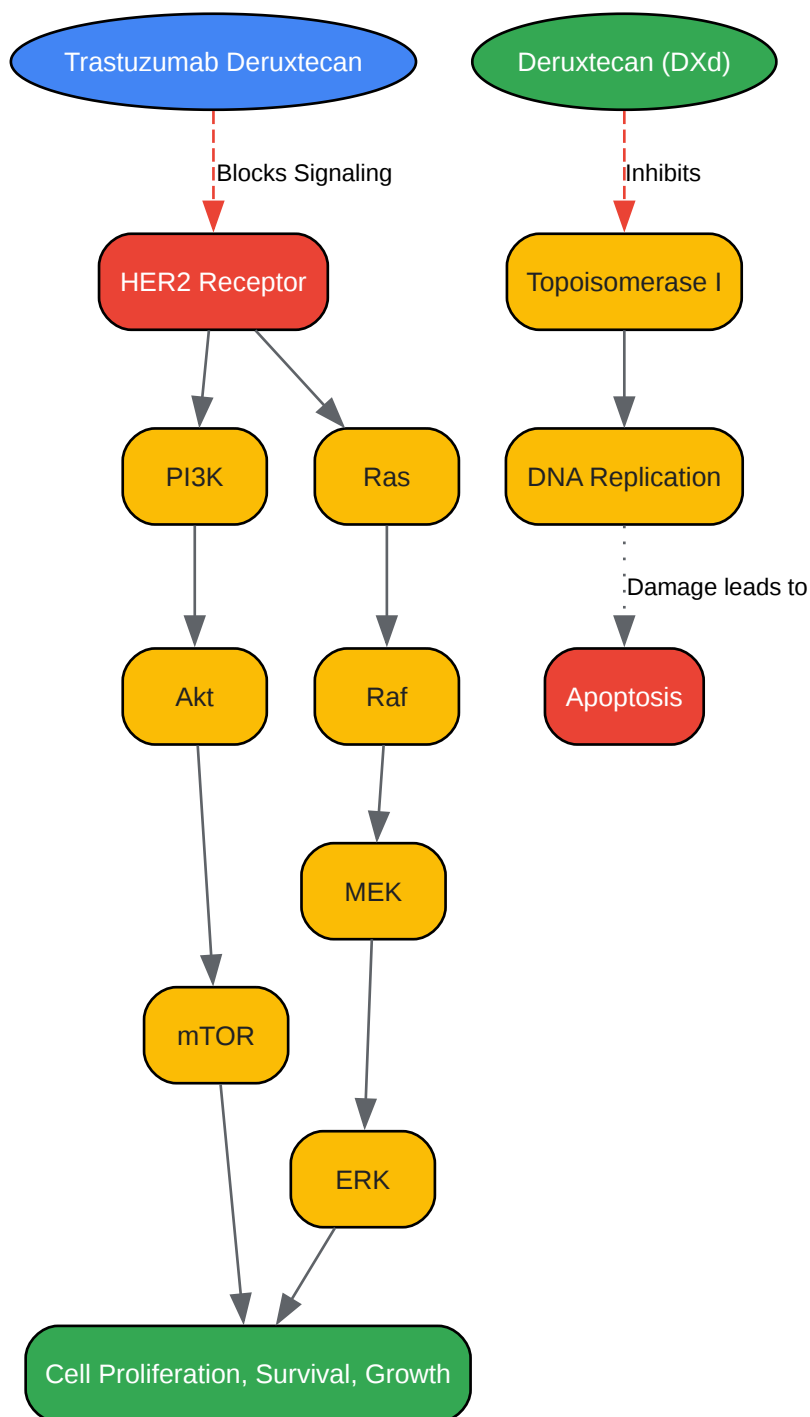 Trastuzumab Deruxtecan
Deruxtecan (DXd)
Blocks Signaling
Inhibits
HER2 Receptor
Topoisomerase I
PI3K
Ras
DNA Replication
Damage leads to
Akt
Raf
Apoptosis
MEK
mTOR
ERK
Cell Proliferation, Survival, Growth